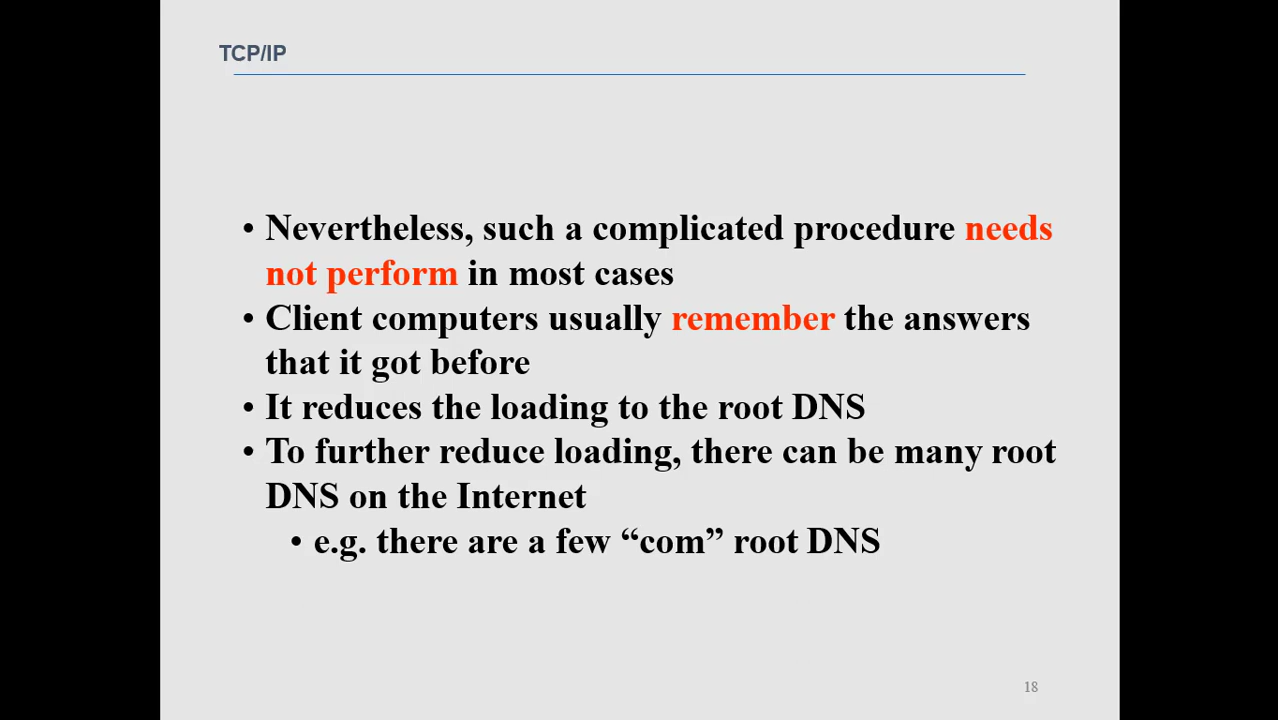 TCP/IP
• Nevertheless, such a complicated procedure needs
not perform in most cases
• Client computers usually remember the answers
that it got before
• It reduces the loading to the root DNS
• To further reduce loading, there can be many root
DNS on the Internet
• e.g. there are a few “com” root DNS
18